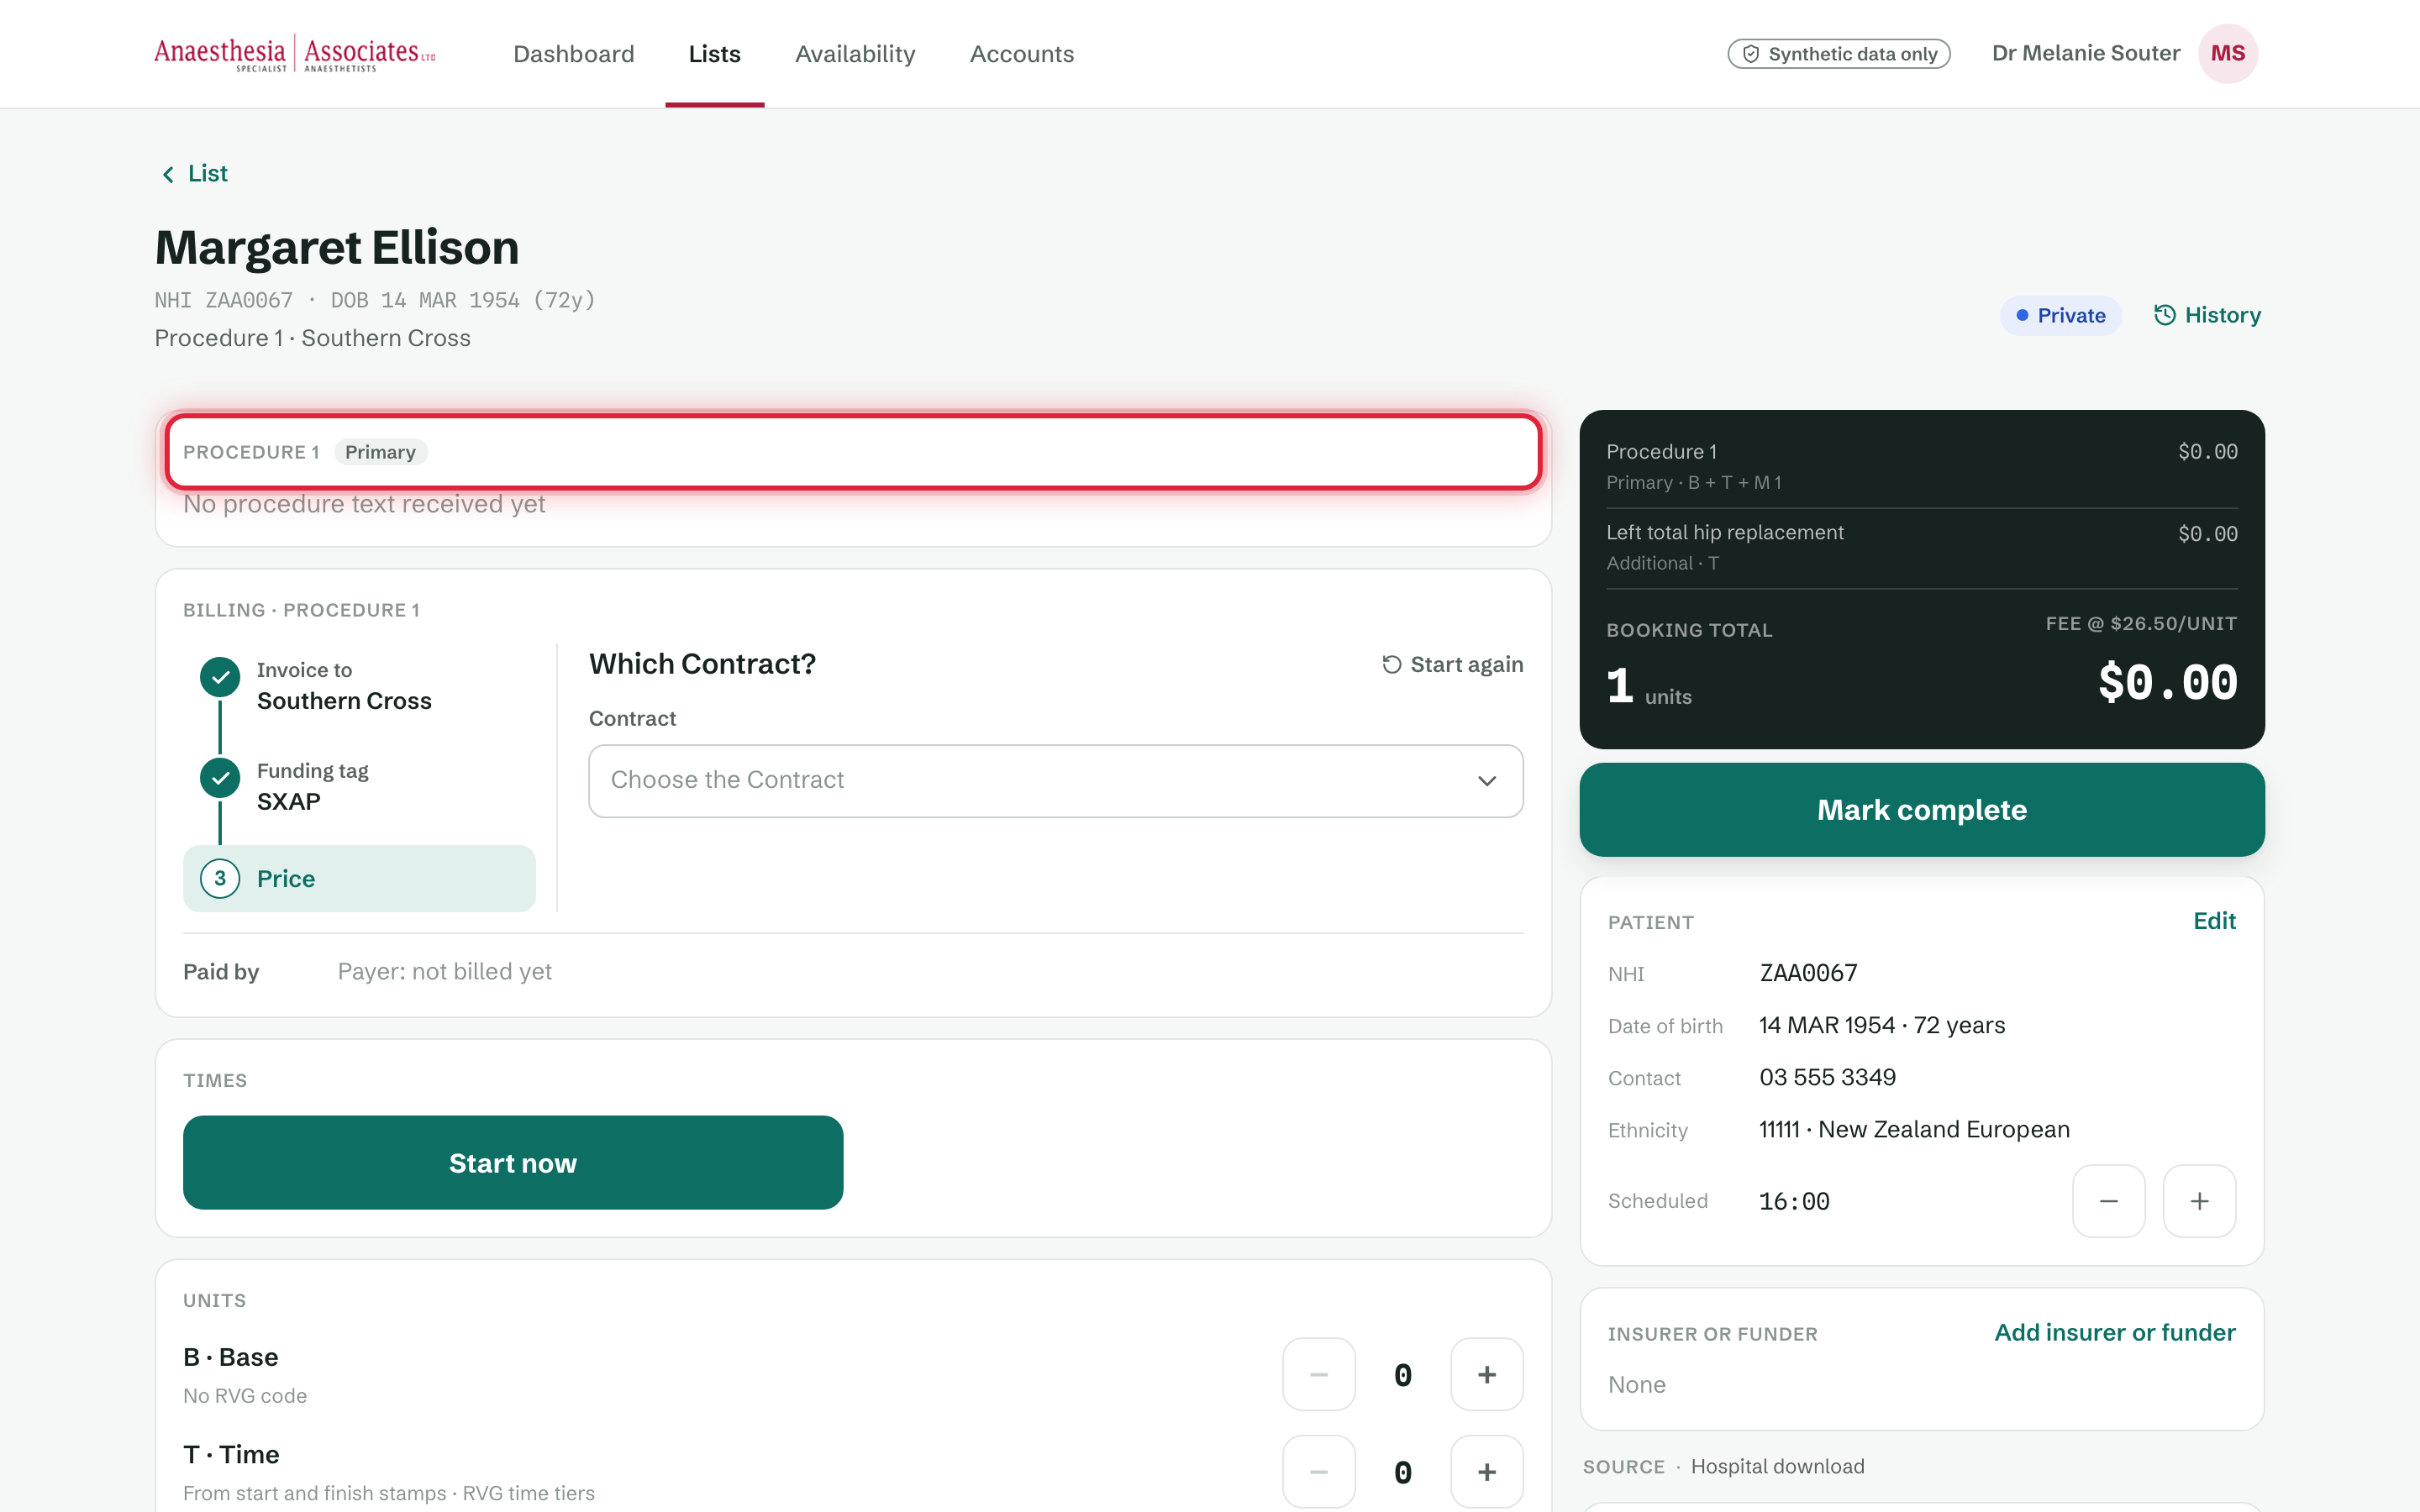 Anaesthesia | Associates LTD
SPECIALIST ANAESTHETISTS
Dashboard
Lists
Availability
Accounts
Synthetic data only
Dr Melanie Souter
MS
List
Margaret Ellison
NHI ZAA0067 · DOB 14 MAR 1954 (72y)
Procedure 1 · Southern Cross
Private
History
PROCEDURE 1 Primary
No procedure text received yet
BILLING · PROCEDURE 1
Invoice to
Southern Cross
Funding tag
SXAP
3 Price
Which Contract?
Start again
Contract
Choose the Contract
Paid by Payer: not billed yet
TIMES
Start now
UNITS
B · Base
No RVG code
− 0 +
T · Time
From start and finish stamps · RVG time tiers
− 0 +
Procedure 1 $0.00
Primary · B + T + M 1
Left total hip replacement $0.00
Additional · T
BOOKING TOTAL FEE @ $26.50/UNIT
1 units $0.00
Mark complete
PATIENT Edit
NHI ZAA0067
Date of birth 14 MAR 1954 · 72 years
Contact 03 555 3349
Ethnicity 11111 · New Zealand European
Scheduled 16:00 − +
INSURER OR FUNDER Add insurer or funder
None
SOURCE · Hospital download